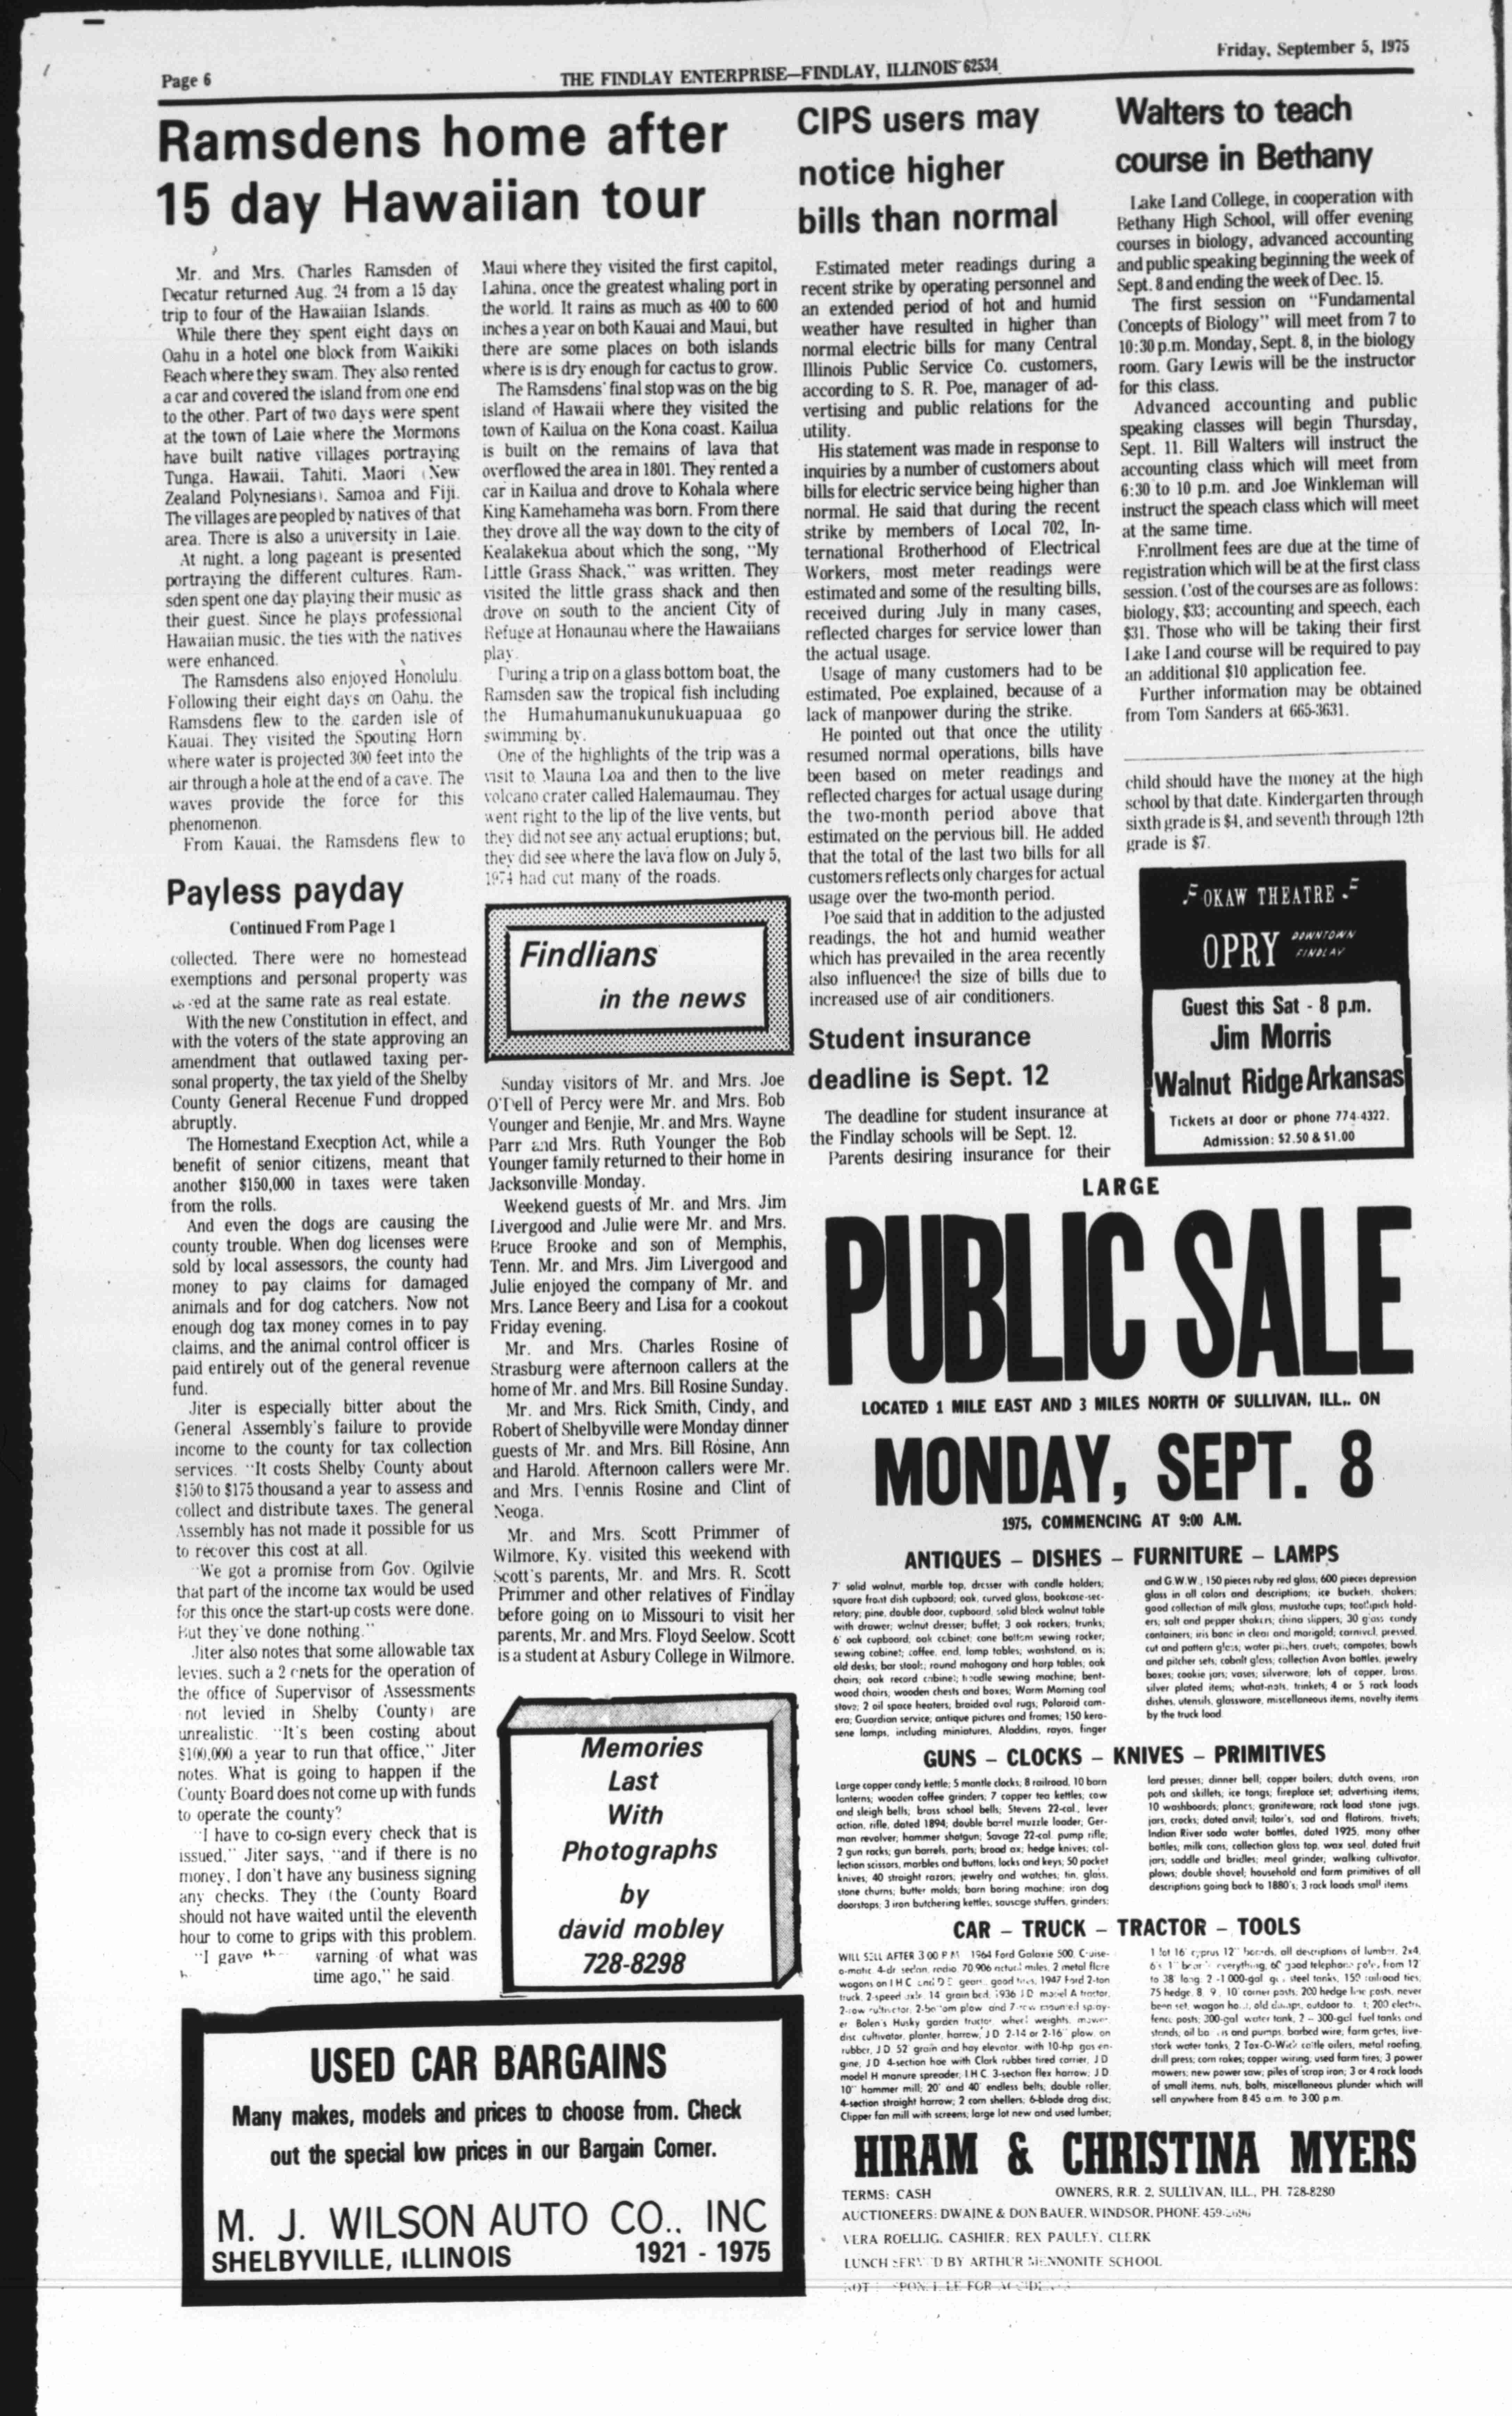 Page 6
THE FINDLAY ENTERPRISE—FINDLAY, ILLINOIS 62534
Friday, September 5, 1975
Ramsdens home after
15 day Hawaiian tour
Mr. and Mrs. Charles Ramsden of
Decatur returned Aug. 24 from a 15 day
trip to four of the Hawaiian Islands.
While there they spent eight days on
Oahu in a hotel one block from Waikiki
Beach where they swam. They also rented
a car and covered the island from one end
to the other. Part of two days were spent
at the town of Laie where the Mormons
have built native villages portraying
Tunga, Hawaii, Tahiti, Maori (New
Zealand Polynesians), Samoa and Fiji.
The villages are peopled by natives of that
area. There is also a university in Laie.
At night, a long pageant is presented
portraying the different cultures. Ram-
sden spent one day playing their music as
their guest. Since he plays professional
Hawaiian music, the ties with the natives
were enhanced.
The Ramsdens also enjoyed Honolulu.
Following their eight days on Oahu, the
Ramsdens flew to the garden isle of
Kauai. They visited the Spouting Horn
where water is projected 300 feet into the
air through a hole at the end of a cave. The
waves provide the force for this
phenomenon.
From Kauai, the Ramsdens flew to
Maui where they visited the first capitol,
Lahina, once the greatest whaling port in
the world. It rains as much as 400 to 600
inches a year on both Kauai and Maui, but
there are some places on both islands
where is is dry enough for cactus to grow.
The Ramsdens' final stop was on the big
island of Hawaii where they visited the
town of Kailua on the Kona coast. Kailua
is built on the remains of lava that
overflowed the area in 1801. They rented a
car in Kailua and drove to Kohala where
King Kamehameha was born. From there
they drove all the way down to the city of
Kealakekua about which the song, "My
Little Grass Shack," was written. They
visited the little grass shack and then
drove on south to the ancient City of
Refuge at Honaunau where the Hawaiians
play.
During a trip on a glass bottom boat, the
Ramsden saw the tropical fish including
the Humahumanukunukuapuaa go
swimming by.
One of the highlights of the trip was a
visit to Mauna Loa and then to the live
volcano crater called Halemaumau. They
went right to the lip of the live vents, but
they did not see any actual eruptions; but,
they did see where the lava flow on July 5,
1974 had cut many of the roads.
Payless payday
Continued From Page 1
collected. There were no homestead
exemptions and personal property was
at the same rate as real estate.
With the new Constitution in effect, and
with the voters of the state approving an
amendment that outlawed taxing per-
sonal property, the tax yield of the Shelby
County General Recenue Fund dropped
abruptly.
The Homestand Execption Act, while a
benefit of senior citizens, meant that
another $150,000 in taxes were taken
from the rolls.
And even the dogs are causing the
county trouble. When dog licenses were
sold by local assessors, the county had
money to pay claims for damaged
animals and for dog catchers. Now not
enough dog tax money comes in to pay
claims, and the animal control officer is
paid entirely out of the general revenue
fund.
Jiter is especially bitter about the
General Assembly's failure to provide
income to the county for tax collection
services. "It costs Shelby County about
$150 to $175 thousand a year to assess and
collect and distribute taxes. The general
Assembly has not made it possible for us
to recover this cost at all.
"We got a promise from Gov. Ogilvie
that part of the income tax would be used
for this once the start-up costs were done.
But they've done nothing."
Jiter also notes that some allowable tax
levies, such a 2 cnets for the operation of
the office of Supervisor of Assessments
not levied in Shelby County) are
unrealistic. "It's been costing about
$100,000 a year to run that office," Jiter
notes. What is going to happen if the
County Board does not come up with funds
to operate the county?
"I have to co-sign every check that is
issued," Jiter says, "and if there is no
money, I don't have any business signing
any checks. They (the County Board
should not have waited until the eleventh
hour to come to grips with this problem.
"I gave varning of what was
time ago," he said.
Findlians
in the news
Sunday visitors of Mr. and Mrs. Joe
O'Dell of Percy were Mr. and Mrs. Bob
Younger and Benjie, Mr. and Mrs. Wayne
Parr and Mrs. Ruth Younger the Bob
Younger family returned to their home in
Jacksonville Monday.
Weekend guests of Mr. and Mrs. Jim
Livergood and Julie were Mr. and Mrs.
Bruce Brooke and son of Memphis,
Tenn. Mr. and Mrs. Jim Livergood and
Julie enjoyed the company of Mr. and
Mrs. Lance Beery and Lisa for a cookout
Friday evening.
Mr. and Mrs. Charles Rosine of
Strasburg were afternoon callers at the
home of Mr. and Mrs. Bill Rosine Sunday.
Mr. and Mrs. Rick Smith, Cindy, and
Robert of Shelbyville were Monday dinner
guests of Mr. and Mrs. Bill Rosine, Ann
and Harold. Afternoon callers were Mr.
and Mrs. Dennis Rosine and Clint of
Neoga.
Mr. and Mrs. Scott Primmer of
Wilmore, Ky. visited this weekend with
Scott's parents, Mr. and Mrs. R. Scott
Primmer and other relatives of Findlay
before going on to Missouri to visit her
parents, Mr. and Mrs. Floyd Seelow. Scott
is a student at Asbury College in Wilmore.
Memories
Last
With
Photographs
by
david mobley
728-8298
USED CAR BARGAINS
Many makes, models and prices to choose from. Check
out the special low prices in our Bargain Corner.
M. J. WILSON AUTO CO., INC
SHELBYVILLE, ILLINOIS 1921 - 1975
CIPS users may
notice higher
bills than normal
Estimated meter readings during a
recent strike by operating personnel and
an extended period of hot and humid
weather have resulted in higher than
normal electric bills for many Central
Illinois Public Service Co. customers,
according to S. R. Poe, manager of ad-
vertising and public relations for the
utility.
His statement was made in response to
inquiries by a number of customers about
bills for electric service being higher than
normal. He said that during the recent
strike by members of Local 702, In-
ternational Brotherhood of Electrical
Workers, most meter readings were
estimated and some of the resulting bills,
received during July in many cases,
reflected charges for service lower than
the actual usage.
Usage of many customers had to be
estimated, Poe explained, because of a
lack of manpower during the strike.
He pointed out that once the utility
resumed normal operations, bills have
been based on meter readings and
reflected charges for actual usage during
the two-month period above that
estimated on the pervious bill. He added
that the total of the last two bills for all
customers reflects only charges for actual
usage over the two-month period.
Poe said that in addition to the adjusted
readings, the hot and humid weather
which has prevailed in the area recently
also influenced the size of bills due to
increased use of air conditioners.
Student insurance
deadline is Sept. 12
The deadline for student insurance at
the Findlay schools will be Sept. 12.
Parents desiring insurance for their
Walters to teach
course in Bethany
Lake Land College, in cooperation with
Bethany High School, will offer evening
courses in biology, advanced accounting
and public speaking beginning the week of
Sept. 8 and ending the week of Dec. 15.
The first session on "Fundamental
Concepts of Biology" will meet from 7 to
10:30 p.m. Monday, Sept. 8, in the biology
room. Gary Lewis will be the instructor
for this class.
Advanced accounting and public
speaking classes will begin Thursday,
Sept. 11. Bill Walters will instruct the
accounting class which will meet from
6:30 to 10 p.m. and Joe Winkleman will
instruct the speach class which will meet
at the same time.
Enrollment fees are due at the time of
registration which will be at the first class
session. Cost of the courses are as follows:
biology, $33; accounting and speech, each
$31. Those who will be taking their first
Lake Land course will be required to pay
an additional $10 application fee.
Further information may be obtained
from Tom Sanders at 665-3631.
child should have the money at the high
school by that date. Kindergarten through
sixth grade is $4, and seventh through 12th
grade is $7.
OKAW THEATRE
OPRY DOWNTOWN
FINDLAY
Guest this Sat - 8 p.m.
Jim Morris
Walnut Ridge Arkansas
Tickets at door or phone 774-4322.
Admission: $2.50 & $1.00
LARGE
PUBLIC SALE
LOCATED 1 MILE EAST AND 3 MILES NORTH OF SULLIVAN, ILL., ON
MONDAY, SEPT. 8
1975, COMMENCING AT 9:00 A.M.
ANTIQUES – DISHES – FURNITURE – LAMPS
7' solid walnut, marble top, dresser with candle holders;
square front dish cupboard; oak, curved glass, bookcase-sec-
retary; pine, double door, cupboard, solid black walnut table
with drawer; walnut dresser; buffet; 3 oak rockers; trunks;
6' oak cupboard, oak cabinet; cane bottom sewing rocker;
sewing cabinet; coffee, end, lamp tables; washstand, as is;
old desks; bar stools; round mahogany and harp tables; oak
chairs; oak record cabinet; treadle sewing machine; bent-
wood chairs, wooden chests and boxes; Warm Morning coal
stove; 2 oil space heaters, braided oval rugs; Polaroid cam-
era; Guardian service; antique pictures and frames; 150 kero-
sene lamps, including miniatures, Aladdins, rayos, finger
and G.W.W., 150 pieces ruby red glass, 600 pieces depression
glass in all colors and descriptions; ice buckets, shakers;
good collection of milk glass, mustache cups; toothpick hold-
ers; salt and pepper shakers; china slippers; 30 glass candy
containers; iris banc in clear and marigold; carnival, pressed,
cut and pattern glass; water pitchers, cruets; compotes; bowls
and pitcher sets; cobalt glass; collection Avon bottles, jewelry
boxes; cookie jars; vases; silverware; lots of copper, brass,
silver plated items; what-nots, trinkets; 4 or 5 rack loads
dishes, utensils, glassware, miscellaneous items, novelty items
by the truck load.
GUNS – CLOCKS – KNIVES – PRIMITIVES
Large copper candy kettle; 5 mantle clocks; 8 railroad, 10 barn
lanterns; wooden coffee grinders; 7 copper tea kettles; cow
and sleigh bells; brass school bells; Stevens 22-cal., lever
action, rifle, dated 1894; double barrel muzzle loader; Ger-
man revolver; hammer shotgun; Savage 22-cal. pump rifle;
2 gun racks; gun barrels, parts; broad ax; hedge knives; col-
lection scissors, marbles and buttons, locks and keys; 50 pocket
knives; 40 straight razors; jewelry and watches; tin, glass,
stone churns; butter molds; barn boring machine; iron dog
doorstops; 3 iron butchering kettles; sausage stuffers, grinders;
lard presses; dinner bell; copper boilers; dutch ovens; iron
pots and skillets; ice tongs; fireplace set; advertising items;
10 washboards; planes; graniteware, rack load stone jugs,
jars, crocks; dated anvil; tailor's, sad and flatirons, trivets;
Indian River soda water bottles, dated 1925, many other
bottles; milk cans, collection glass top, wax seal, dated fruit
jars; saddle and bridles; meal grinder; walking cultivator,
plows; double shovel; household and farm primitives of all
descriptions going back to 1880's; 3 rack loads small items.
CAR – TRUCK – TRACTOR – TOOLS
WILL SELL AFTER 3:00 P.M. 1964 Ford Galaxie 500, Cruise-
o-matic, 4-dr. sedan, radio, 70,906 actual miles, 2 metal flare
wagons on I H C and J D gears, good tires, 1947 Ford 2-ton
truck, 2-speed axle, 14' grain bed, 1936 J.D. model A tractor,
2-row cultivator, 2-bottom plow and 7-row mounted spray-
er Bolen's Husky garden tractor, wheel weights, mower,
disc cultivator, planter, harrow; J D 2-14 or 2-16" plow, on
rubber, J D 52' grain and hay elevator, with 10-hp gas en-
gine; J D 4-section hoe with Clark rubber tired carrier, J D
model H manure spreader; I.H.C. 3-section flex harrow; J D
10" hammer mill; 20' and 40' endless belts; double roller;
4-section straight harrow; 2 corn shellers; 6-blade drag disc;
Clipper fan mill with screens, large lot new and used lumber;
1 lot 16' cyprus 12" boards, all descriptions of lumber, 2x4,
everything, good telephone pole, from 12'
to 38' long; 2 -1,000-gal. steel tanks, 150 railroad ties,
75 hedge, 8, 9, 10' corner posts, 200 hedge line posts, never
been set, wagon old outdoor 200 electric
fence posts; 300-gal water tank, 2 – 300-gal fuel tanks and
stands, oil and pumps, barbed wire, farm gates; live-
stock water tanks, 2 Tax-O-Wick cattle oilers, metal roofing,
drill press; corn rakes; copper wiring, used farm tires; 3 power
mowers; new power saw; piles of scrap iron; 3 or 4 rack loads
of small items, nuts, bolts, miscellaneous plunder which will
sell anywhere from 8:45 a.m. to 3:00 p.m.
HIRAM & CHRISTINA MYERS
TERMS: CASH OWNERS, R.R. 2, SULLIVAN, ILL., PH. 728-8280
AUCTIONEERS: DWAINE & DON BAUER, WINDSOR, PHONE
VERA ROELLIG, CASHIER; REX PAULEY, CLERK
LUNCH SERVED BY ARTHUR MENNONITE SCHOOL
NOT RESPONSIBLE FOR ACCIDENTS